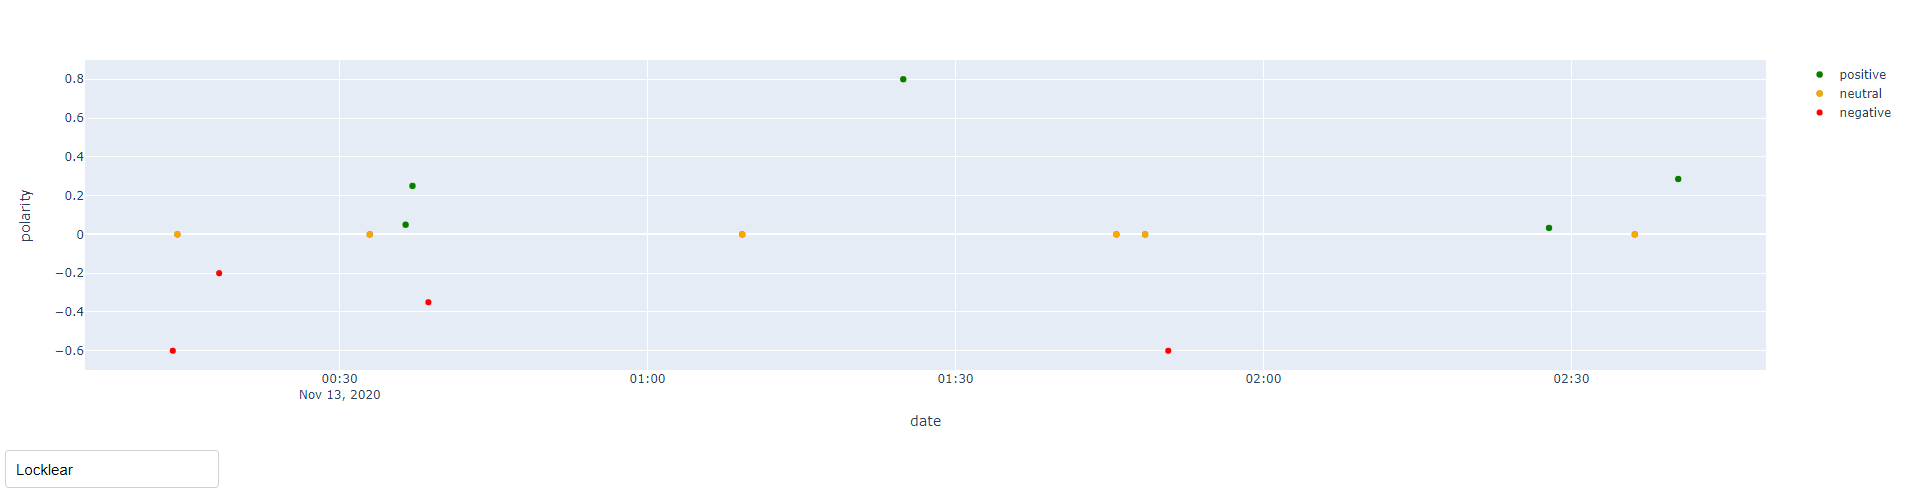 0.8
0.6
0.4
0.2
0
−0.2
−0.4
−0.6
polarity
00:30
Nov 13, 2020
01:00
01:30
02:00
02:30
date
positive
neutral
negative
Locklear